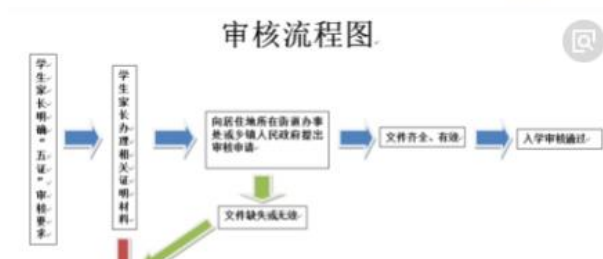 审核流程图
学生家长明确“五证”审核要求
学生家长办理相关证明材料
向居住地所在街道办事
处或乡镇人民政府提出
审核申请
文件齐全、有效
入学审核通过
文件缺失或无效